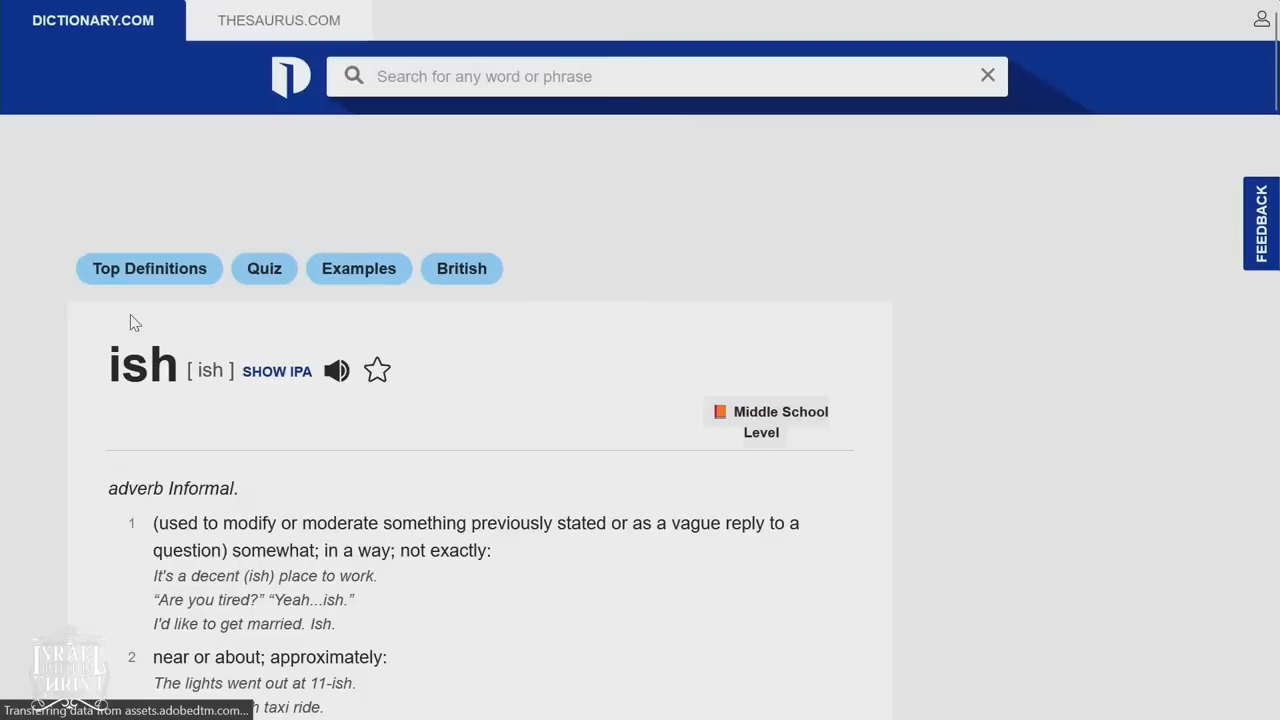 DICTIONARY.COM
THESAURUS.COM
Search for any word or phrase
FEEDBACK
Top Definitions
Quiz
Examples
British
ish [ ish ] SHOW IPA
Middle School
Level
adverb Informal.
1 (used to modify or moderate something previously stated or as a vague reply to a
question) somewhat; in a way; not exactly:
It's a decent (ish) place to work.
“Are you tired?” “Yeah...ish.”
I'd like to get married. Ish.
2 near or about; approximately:
The lights went out at 11-ish.
taxi ride.
ISRAEL
CHRIST
Transferring data from assets.adobedtm.com...